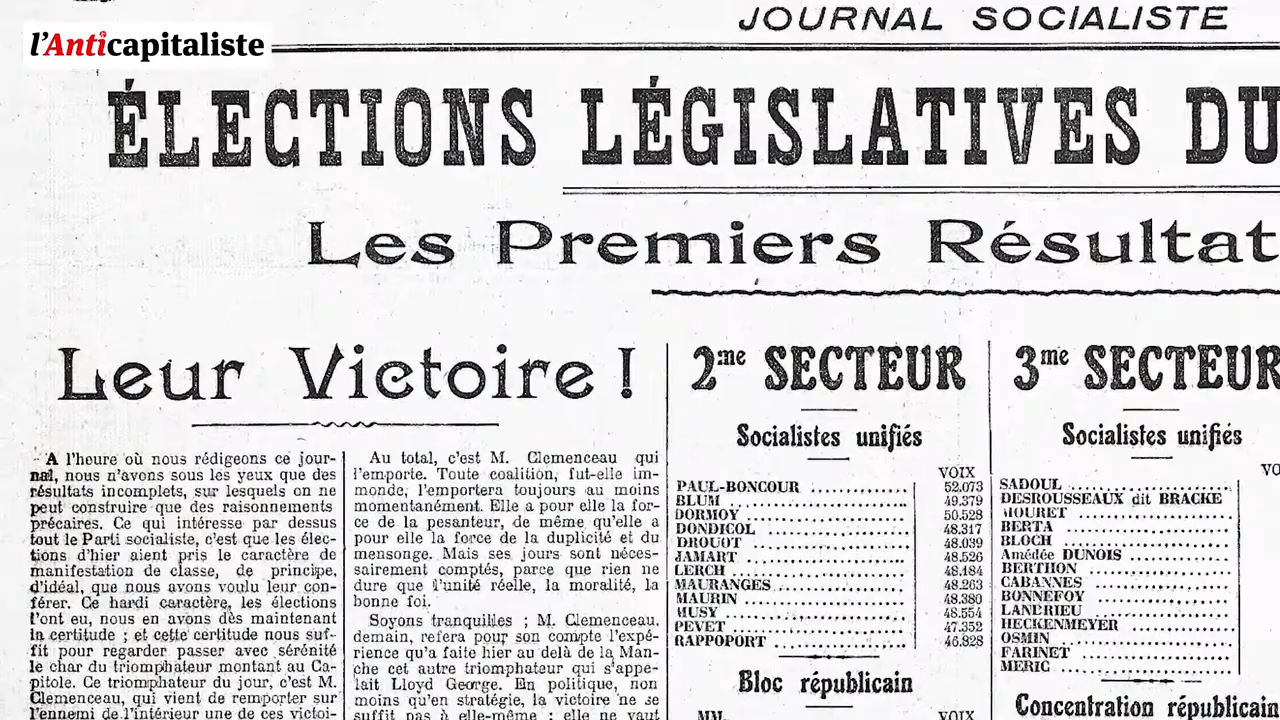 JOURNAL SOCIALISTE
l'Anticapitaliste
ÉLECTIONS LÉGISLATIVES DU
Les Premiers Résultat
Leur Victoire !
A l'heure où nous rédigeons ce jour-
nal, nous n'avons sous les yeux que des
résultats incomplets, sur lesquels on ne
peut construire que des raisonnements
précaires. Ce qui intéresse par dessus
tout le Parti socialiste, c'est que les élec-
tions d'hier aient pris le caractère de
manifestation de classe, de principe,
d'idéal, que nous avons voulu leur con-
férer. Ce hardi caractère, les élections
l'ont eu, nous en avons dès maintenant
la certitude ; et cette certitude nous suf-
fit pour regarder passer avec sérénité
le char du triomphateur montant au Ca-
pitole. Ce triomphateur du jour, c'est M.
Clemenceau, qui vient de remporter sur
l'ennemi de l'intérieur une de ces victoi-
Au total, c'est M. Clemenceau qui
l'emporte. Toute coalition, fut-elle im-
monde, l'emportera toujours au moins
momentanément. Elle a pour elle la for-
ce de la pesanteur, de même qu'elle a
pour elle la force de la duplicité et du
mensonge. Mais ses jours sont néces-
sairement comptés, parce que rien ne
dure que l'unité réelle, la moralité, la
bonne foi.
Soyons tranquilles ; M. Clemenceau,
demain, refera pour son compte l'expé-
rience qu'a faite hier au delà de la Man-
che cet autre triomphateur qui s'appe-
lait Lloyd George. En politique, non
moins qu'en stratégie, la victoire ne se
suffit pas à elle-même : elle ne vaut
2me SECTEUR
Socialistes unifiés
VOIX
PAUL-BONCOUR 52.073
BLUM 49.379
DORMOY 50.528
DONDICOL 48.317
DROUOT 48.039
JAMART 48.526
LERCH 48.184
MAURANGES 48.263
MAURIN 48.380
MUSY 48.554
PEVET 47.352
RAPPOPORT 46.828
Bloc républicain
MM. VOIX
3me SECTEUR
Socialistes unifiés
VO
SADOUL
DESROUSSEAUX dit BRACKE
MOURET
BERTA
BLOCH
Amédée DUNOIS
BERTHON
CABANNES
BONNEFOY
LANDRIEU
HECKENMEYER
OSMIN
FARINET
MERIC
Concentration républicain